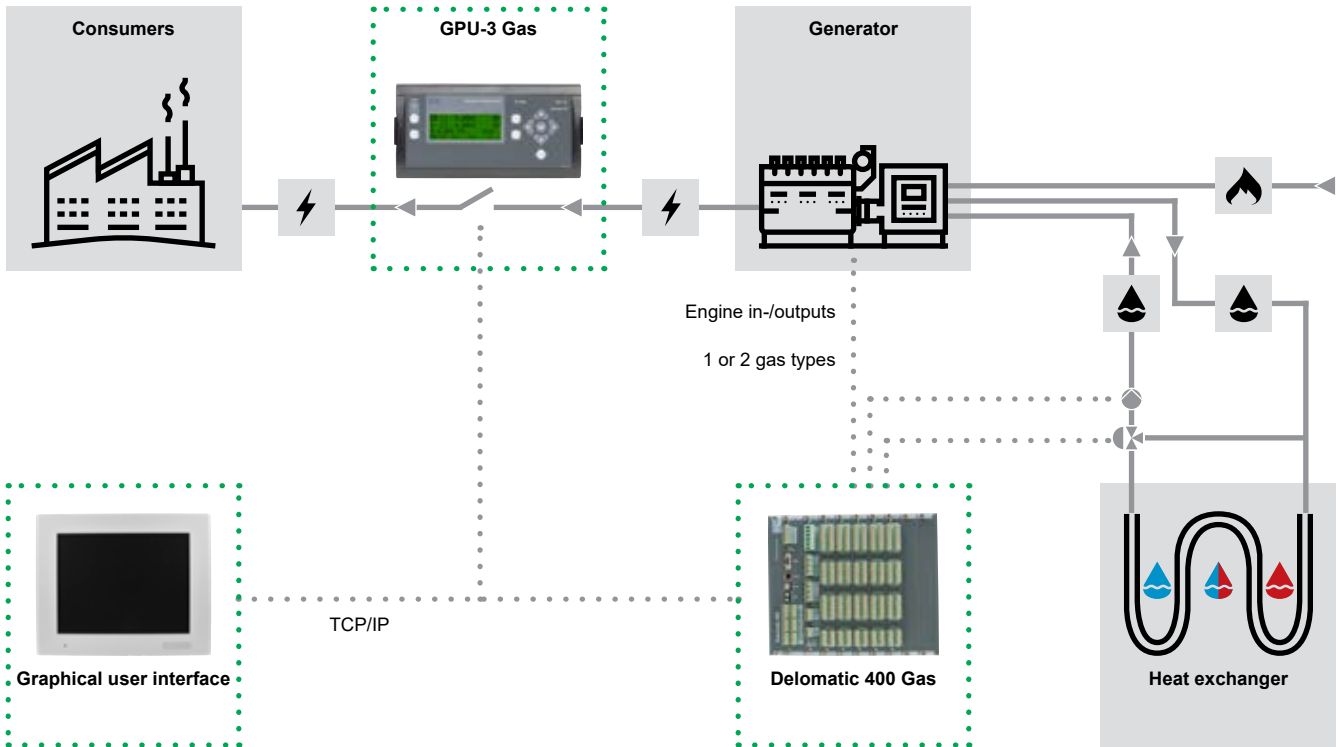 Consumers
GPU-3 Gas
Generator
Engine in-/outputs
1 or 2 gas types
TCP/IP
Graphical user interface
Delomatic 400 Gas
Heat exchanger